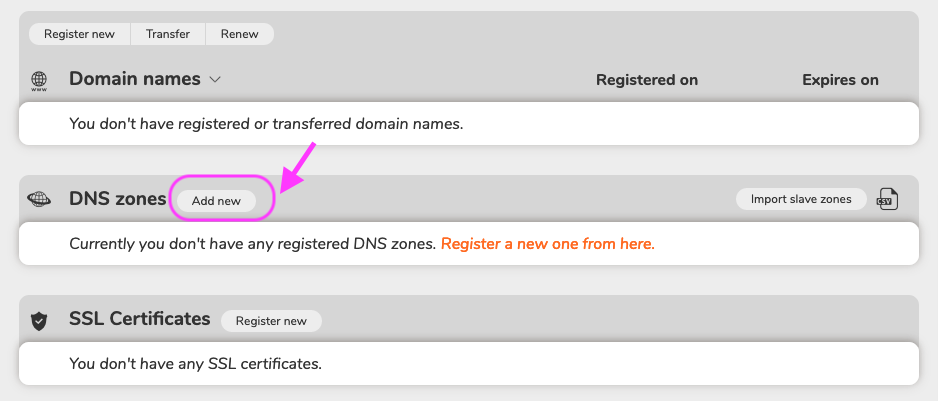 Register new Transfer Renew
www Domain names Registered on Expires on
You don't have registered or transferred domain names.
DNS zones Add new Import slave zones CSV
Currently you don't have any registered DNS zones. Register a new one from here.
SSL Certificates Register new
You don't have any SSL certificates.